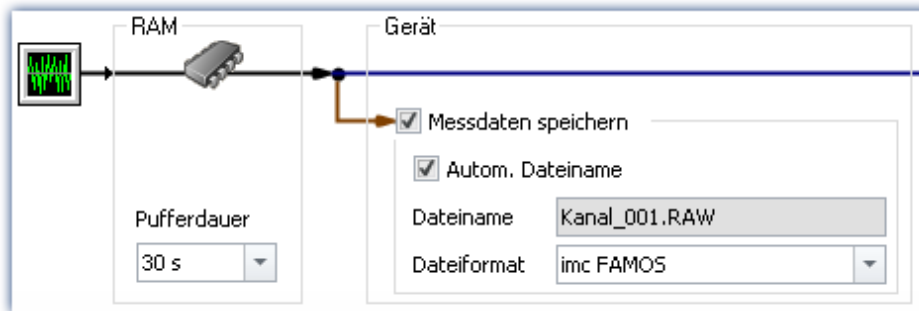 RAM
Gerät
Messdaten speichern
Autom. Dateiname
Pufferdauer
Dateiname Kanal_001.RAW
30 s
Dateiformat imc FAMOS